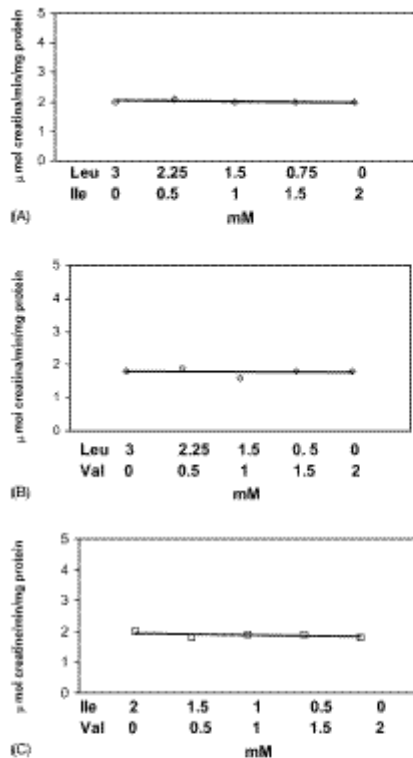 μ mol creatina/min/mg protein
5
4
3
2
1
0
Leu 3 2.25 1.5 0.75 0
Ile 0 0.5 1 1.5 2
(A) mM
μ mol creatina/min/mg protein
5
4
3
2
1
0
Leu 3 2.25 1.5 0. 5 0
Val 0 0.5 1 1.5 2
(B) mM
μ mol creatine/min/mg protein
5
4
3
2
1
0
Ile 2 1.5 1 0.5 0
Val 0 0.5 1 1.5 2
(C) mM